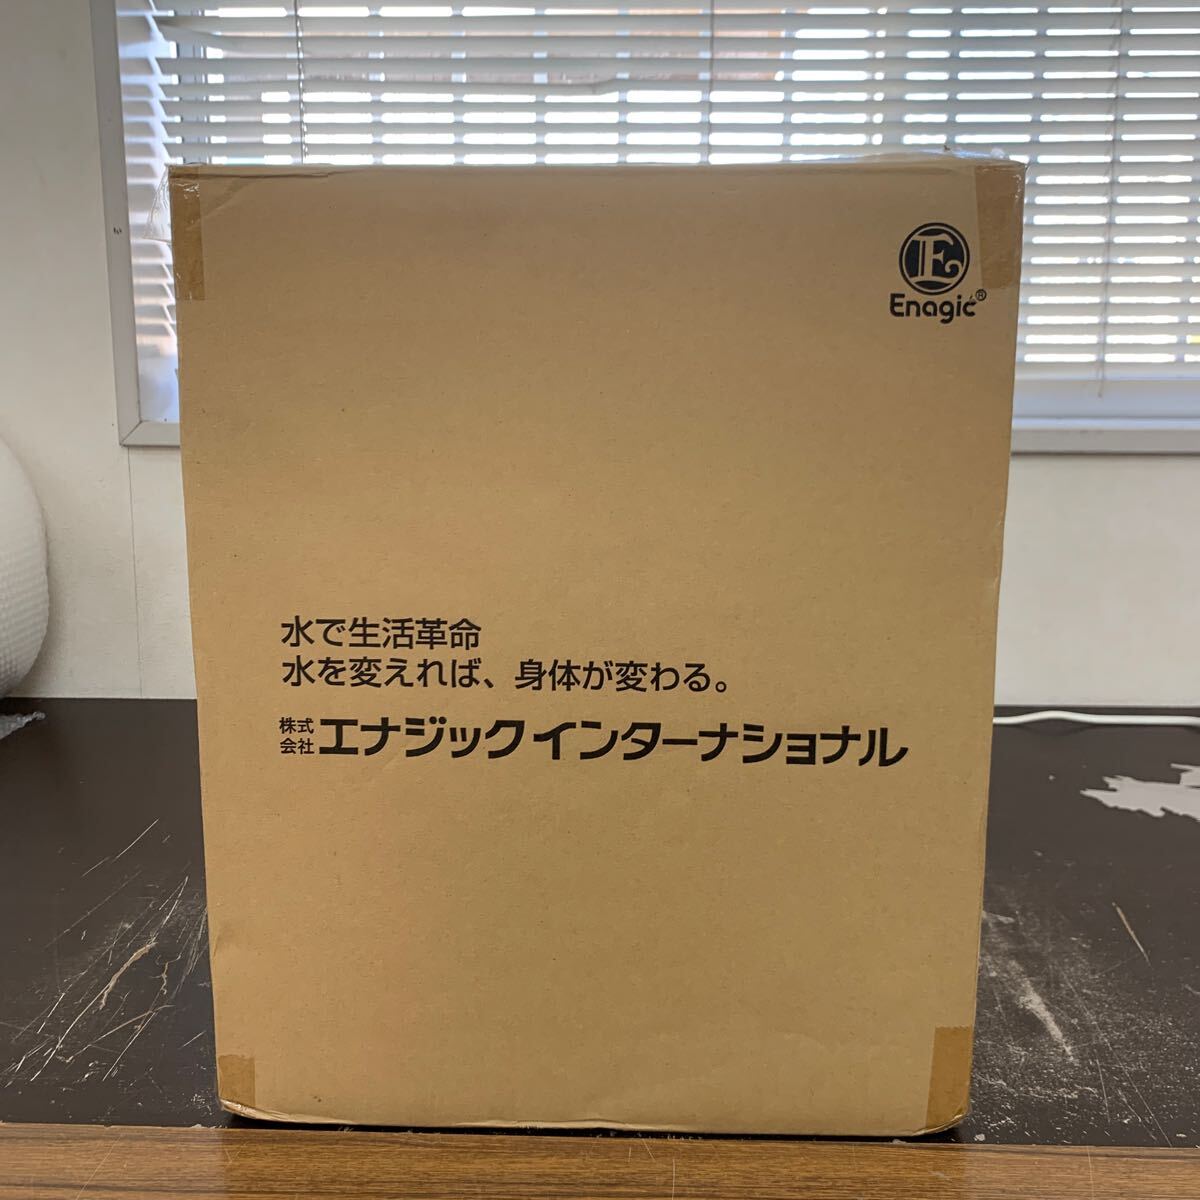 E
Enagic®
水で生活革命
水を変えれば、身体が変わる。
株式会社 エナジックインターナショナル